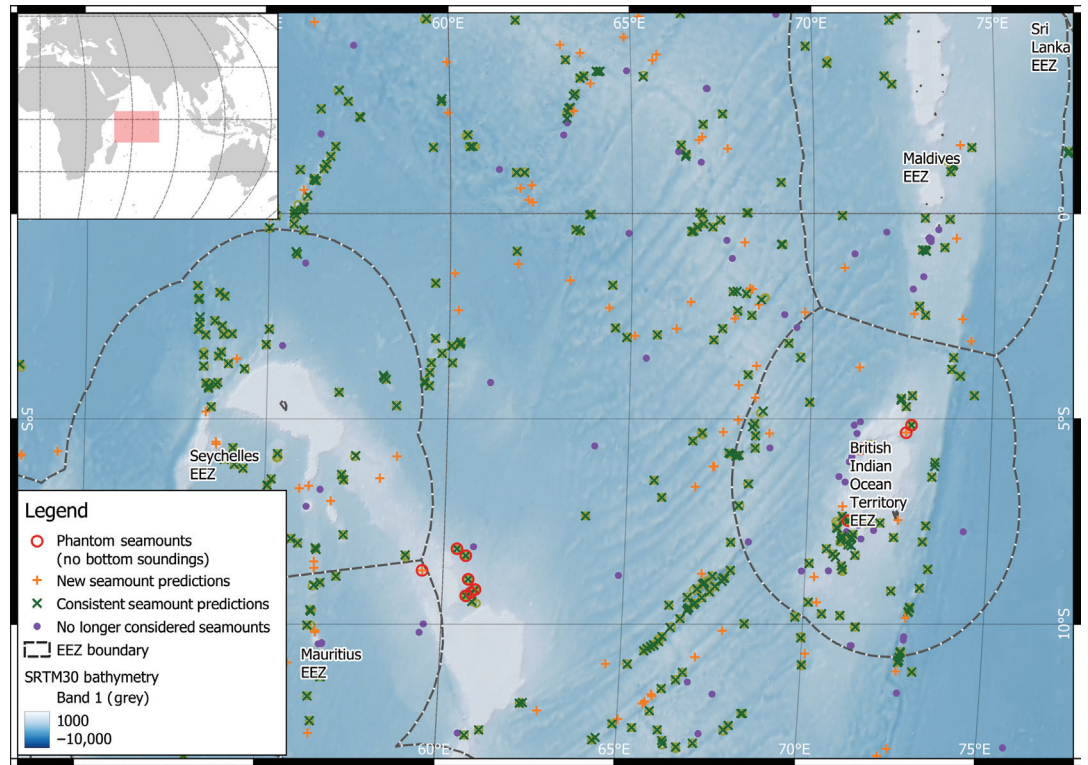 5°E
60°E
65°E
70°E
75°E
Sri
Lanka
EEZ
Maldives
EEZ
0°
5°S
5°S
Seychelles
EEZ
British
Indian
Ocean
Territory
EEZ
Legend
Phantom seamounts
(no bottom soundings)
New seamount predictions
Consistent seamount predictions
No longer considered seamounts
EEZ boundary
SRTM30 bathymetry
Band 1 (grey)
1000
−10,000
10°S
Mauritius
EEZ
60°E
65°E
70°E
75°E